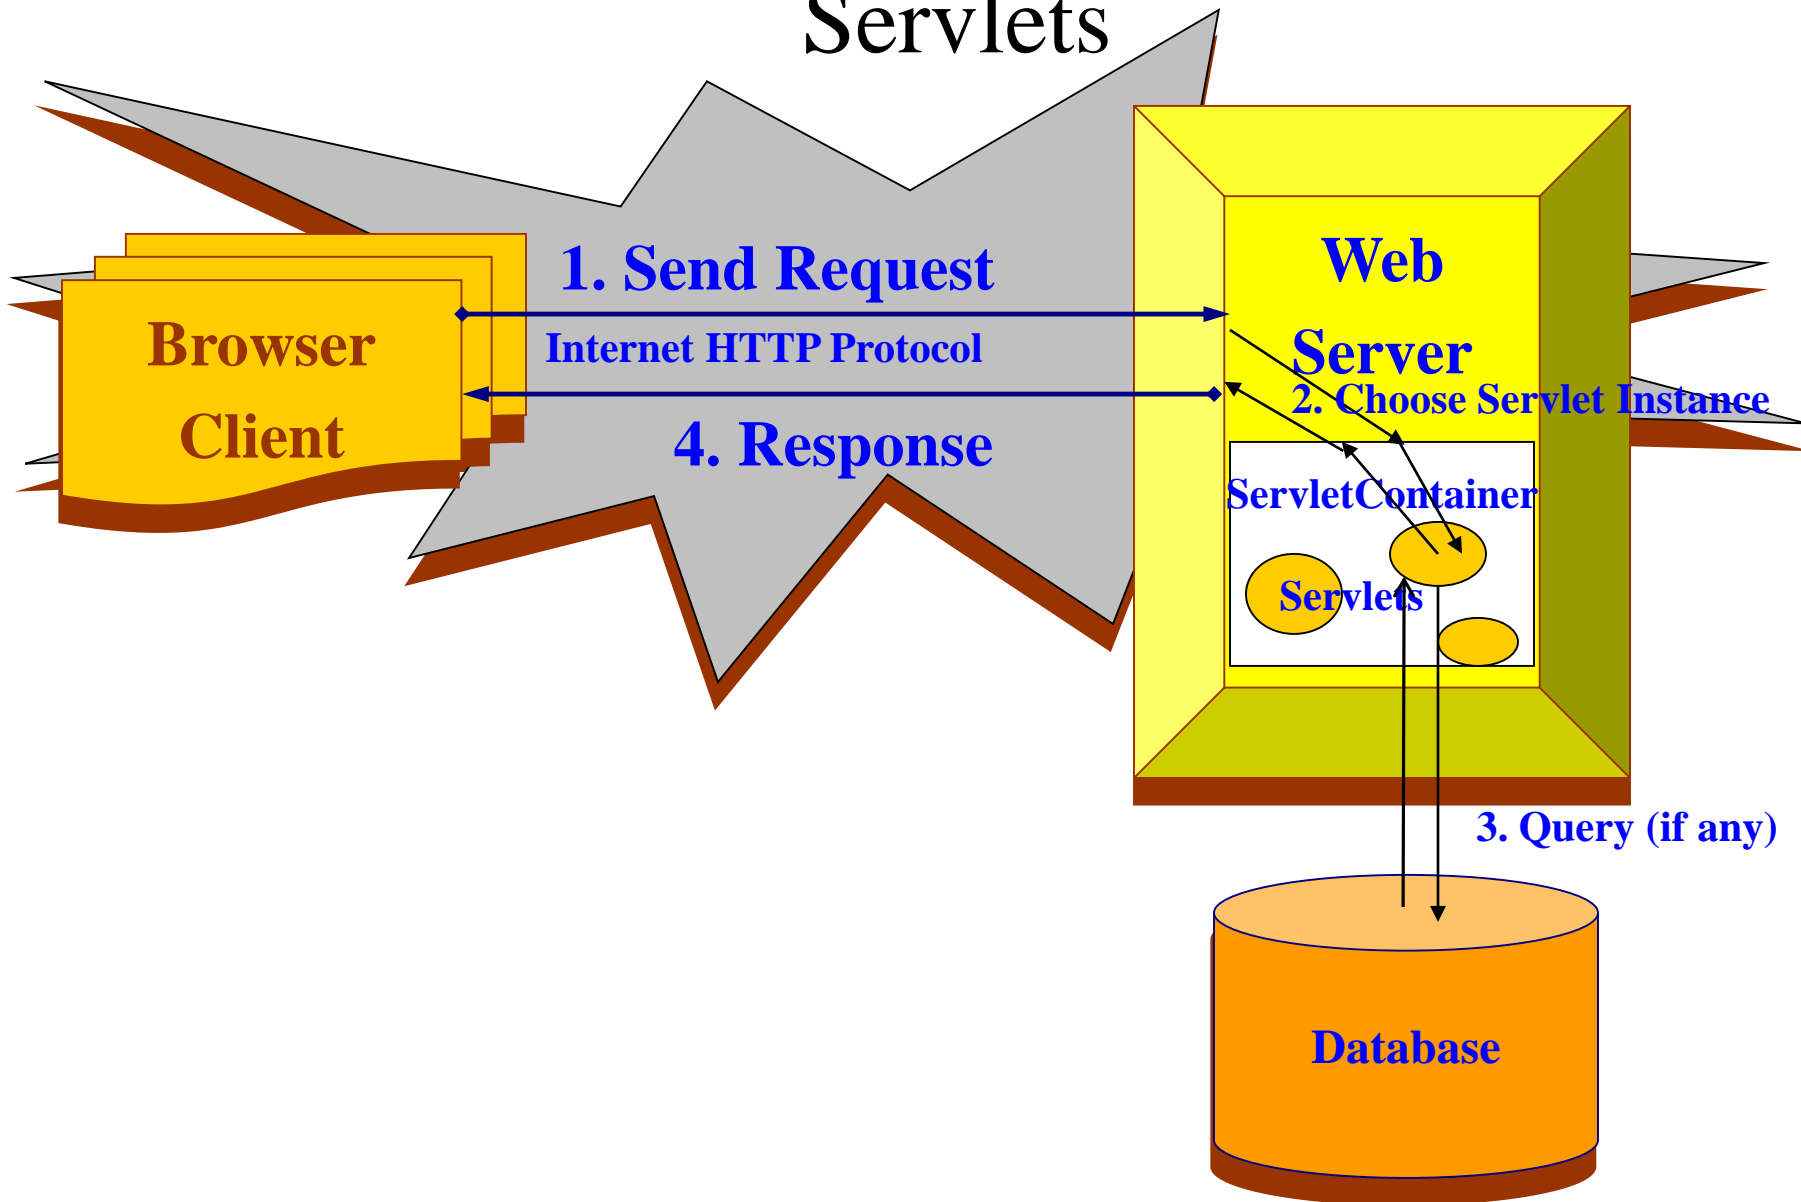 Servlets
1. Send Request
Internet HTTP Protocol
4. Response
Browser
Client
Web
Server
2. Choose Servlet Instance
ServletContainer
Servlets
3. Query (if any)
Database